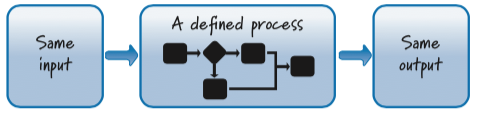 Same
input
A defined process
Same
output